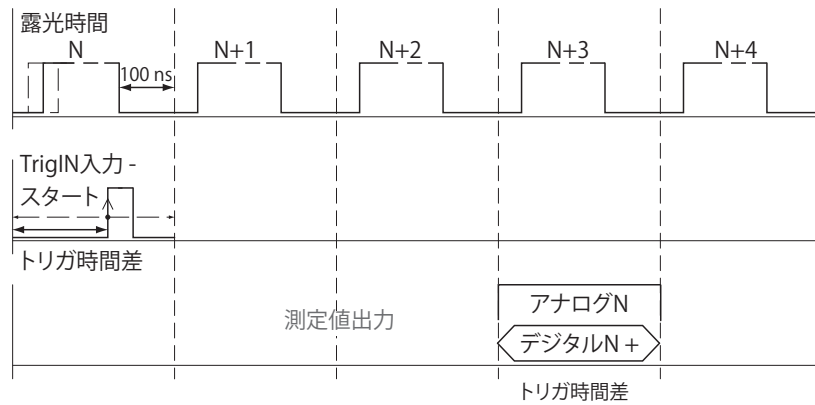 露光時間
N
N+1
N+2
N+3
N+4
100 ns
TrigIN入力 -
スタート
トリガ時間差
測定値出力
アナログN
デジタルN +
トリガ時間差